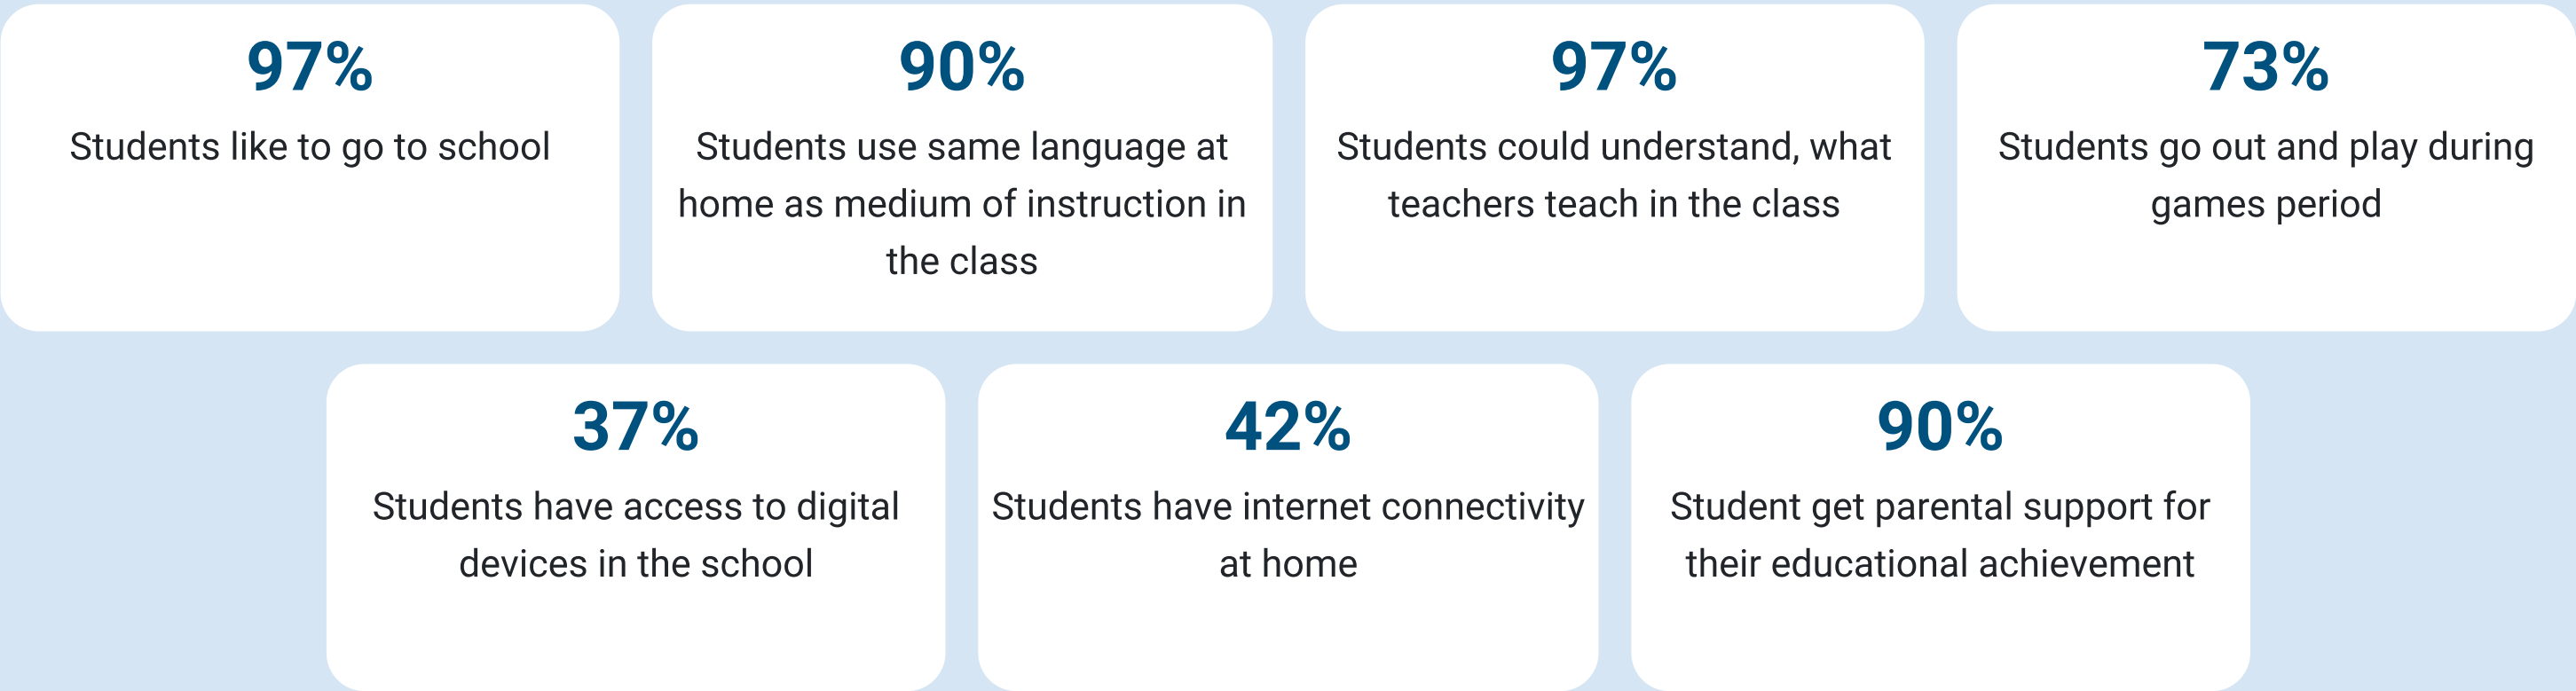 97%
Students like to go to school
90%
Students use same language at
home as medium of instruction in
the class
97%
Students could understand, what
teachers teach in the class
73%
Students go out and play during
games period
37%
Students have access to digital
devices in the school
42%
Students have internet connectivity
at home
90%
Student get parental support for
their educational achievement